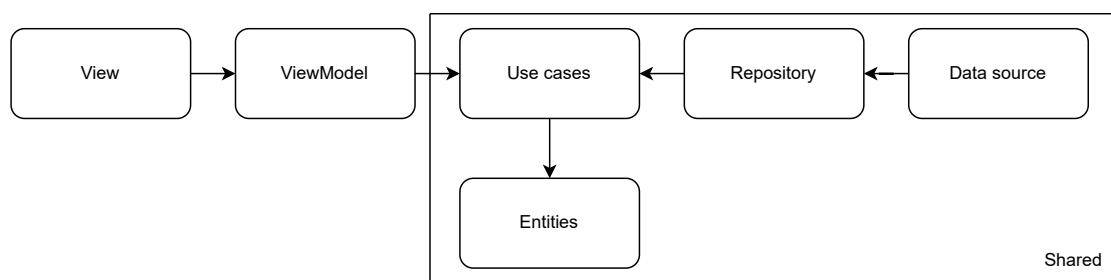 View
ViewModel
Use cases
Repository
Data source
Entities
Shared